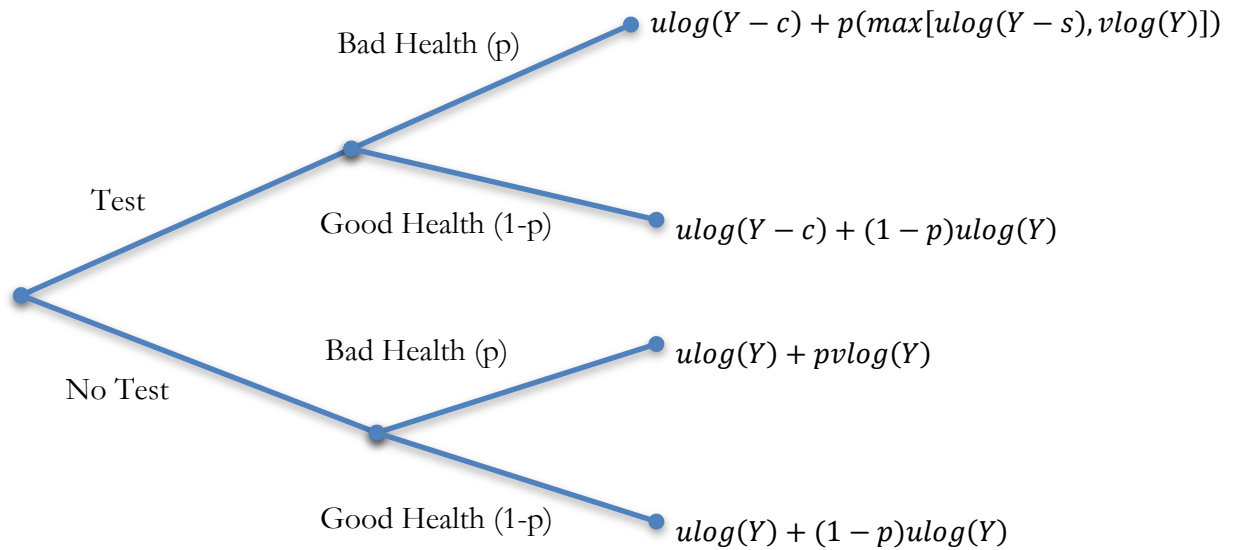 Bad Health (p)
ulog(Y − c) + p(max[ulog(Y − s), vlog(Y)])
Test
Good Health (1-p)
ulog(Y − c) + (1 − p)ulog(Y)
Bad Health (p)
ulog(Y) + pvlog(Y)
No Test
Good Health (1-p)
ulog(Y) + (1 − p)ulog(Y)